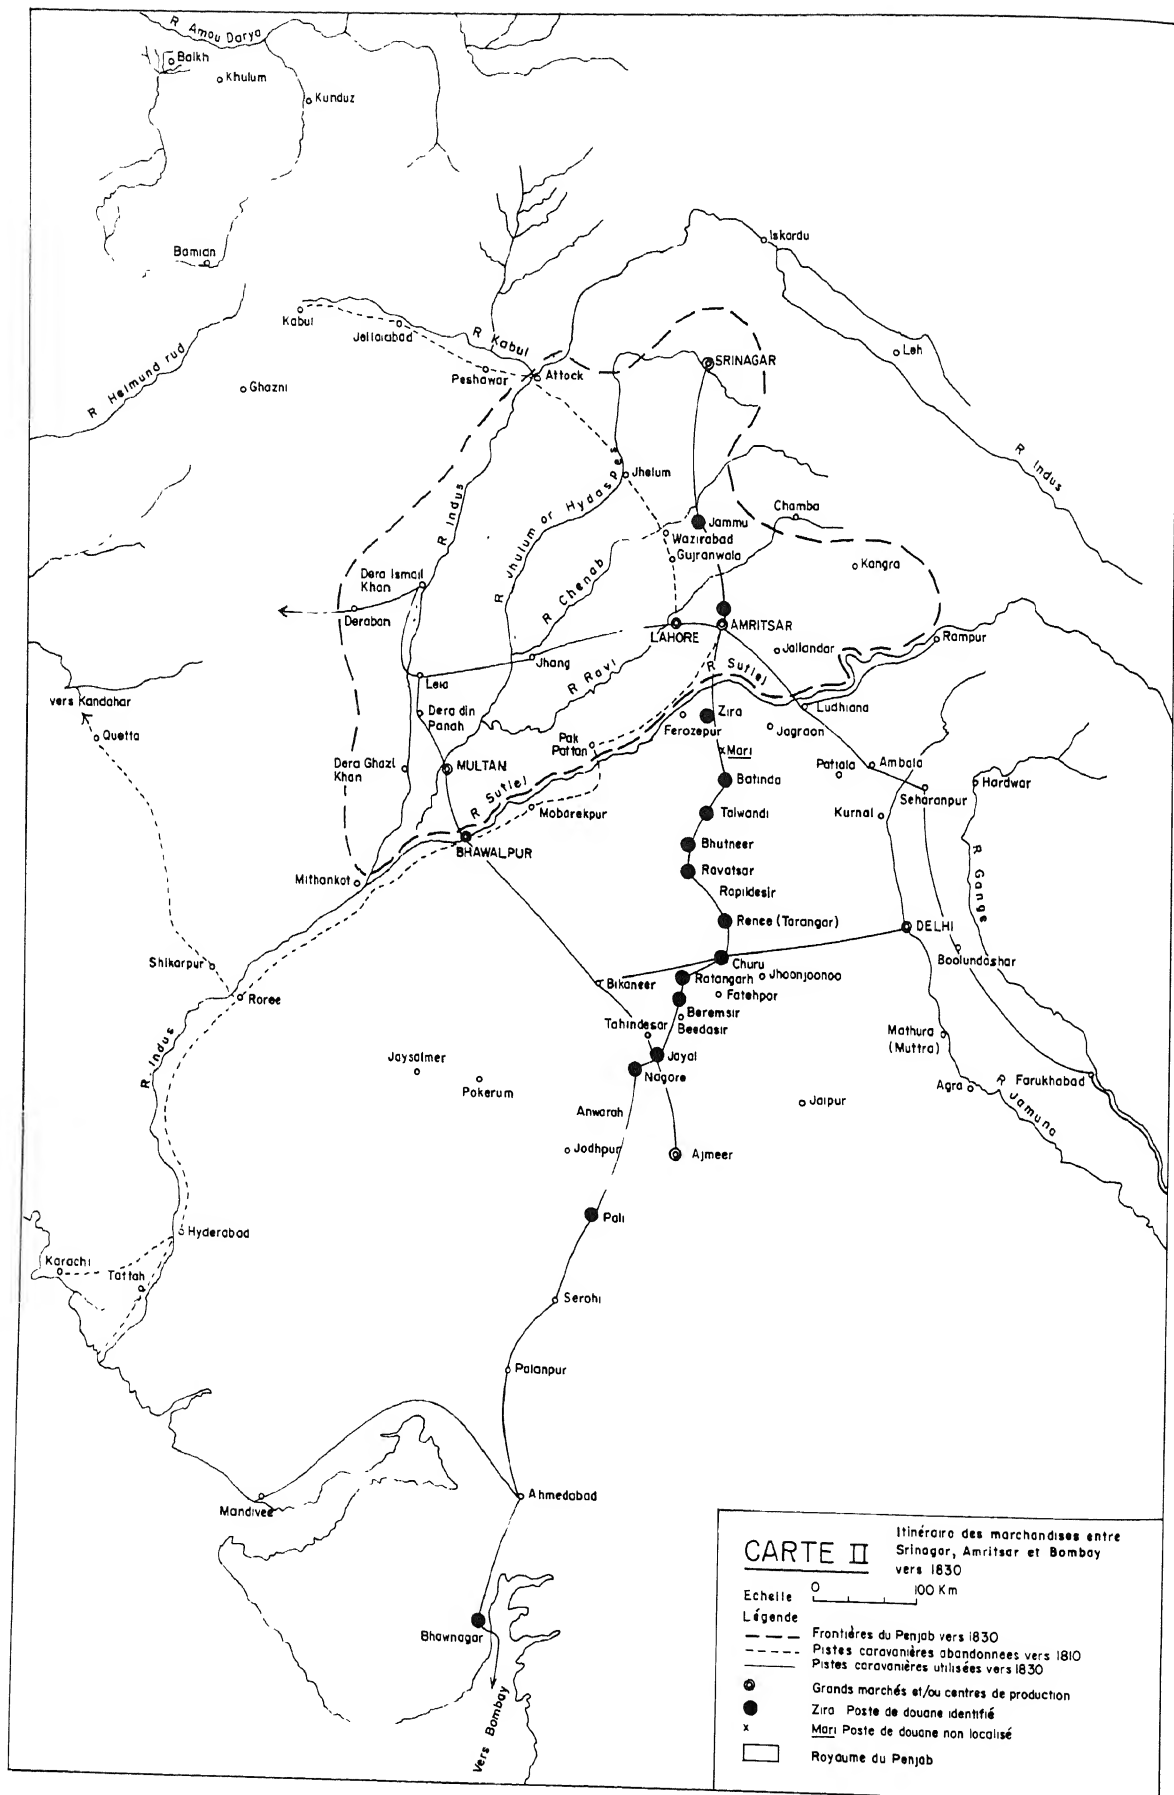 R Amou Darya
Balkh
Khulum
Kunduz
Bamian
Iskardu
Kabul
Jellalabad
R Kabul
Leh
SRINAGAR
Peshawar
Attock
Ghazni
R Helmund rud
R Indus
Jhelum
R Indus
R Jhulum or Hydaspes
Chamba
Jammu
Wazirabad
Gujranwala
Kangra
R Chenab
Dera Ismail
Khan
Deraban
LAHORE
AMRITSAR
Rampur
Jallandar
Jhang
R Ravi
R Sutlej
Leia
vers Kandahar
Dera din
Panah
Zira
Ferozepur
Ludhiana
Jagraon
Quetta
Pak
Pattan
Mari
Dera Ghazi
Khan
MULTAN
Batinda
Patiala
Ambala
Hardwar
Seharanpur
R Sutlej
Mobarekpur
Talwandi
Kurnal
BHAWALPUR
Bhutneer
Ravatsar
R Gange
Mithankot
Rapildesir
Renee (Tarangar)
DELHI
Shikarpur
Churu
Boolundashar
Bikaneer
Ratangarh
Jhoonjoonoo
Roree
Fatehpor
Beremsir
Beedasir
Tahindesar
Mathura
(Muttra)
R. Indus
Jaysalmer
Jayal
Nagore
Pokerum
Agra
R Jamuna
Farukhabad
Anwarah
Jaipur
Jodhpur
Ajmeer
Pali
Hyderabad
Karachi
Tattah
Serohi
Palanpur
Mandivee
Ahmedabad
Bhawnagar
Vers Bombay
CARTE II
Itinéraire des marchandises entre
Srinagar, Amritsar et Bombay
vers 1830
Echelle 0 100 Km
Légende
Frontières du Penjab vers 1830
Pistes caravanières abandonnees vers 1810
Pistes caravanières utilisées vers 1830
Grands marchés et/ou centres de production
Zira Poste de douane identifié
x Mari Poste de douane non localisé
Royaume du Penjab